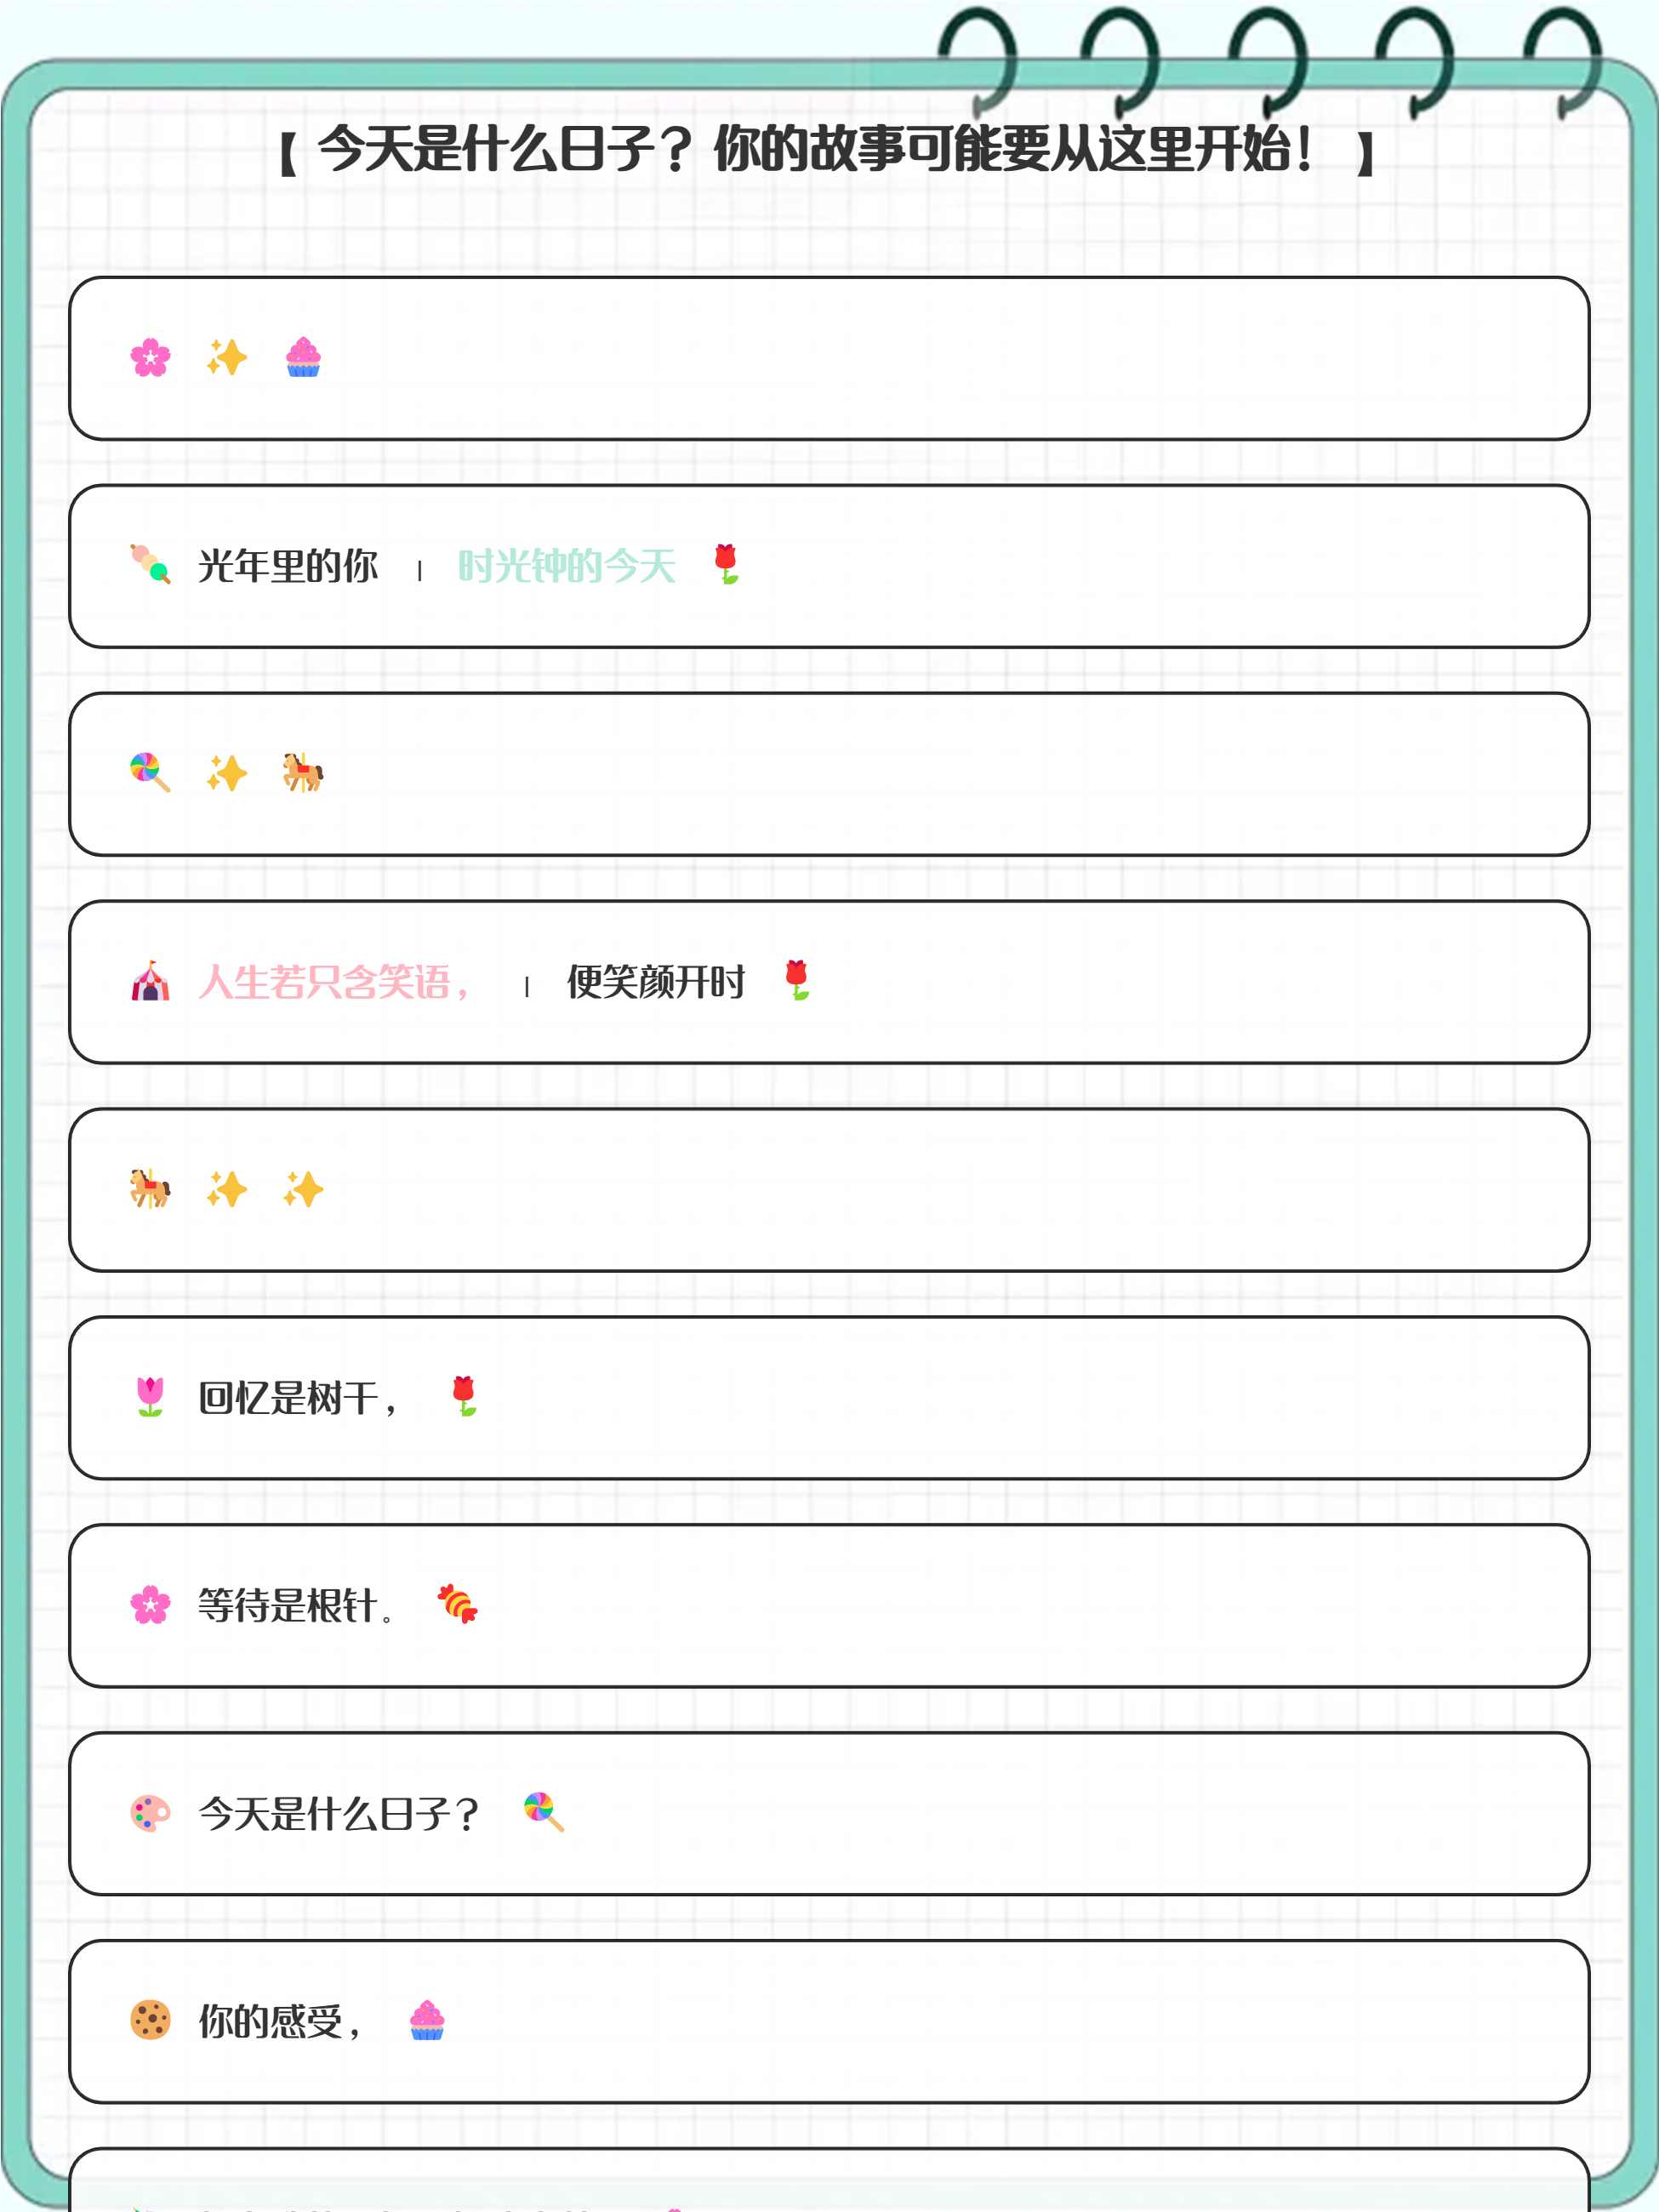 【 今天是什么日子？ 你的故事可能要从这里开始！ 】
🌸 ✨ 🧁
🍡 光年里的你 | 时光钟的今天 🌹
🍭 ✨ 🎠
🎪 人生若只含笑语， | 便笑颜开时 🌹
🎠 ✨ ✨
🌷 回忆是树干， 🌹
🌸 等待是根针。 🍬
🎨 今天是什么日子？ 🍭
🍪 你的感受， 🧁